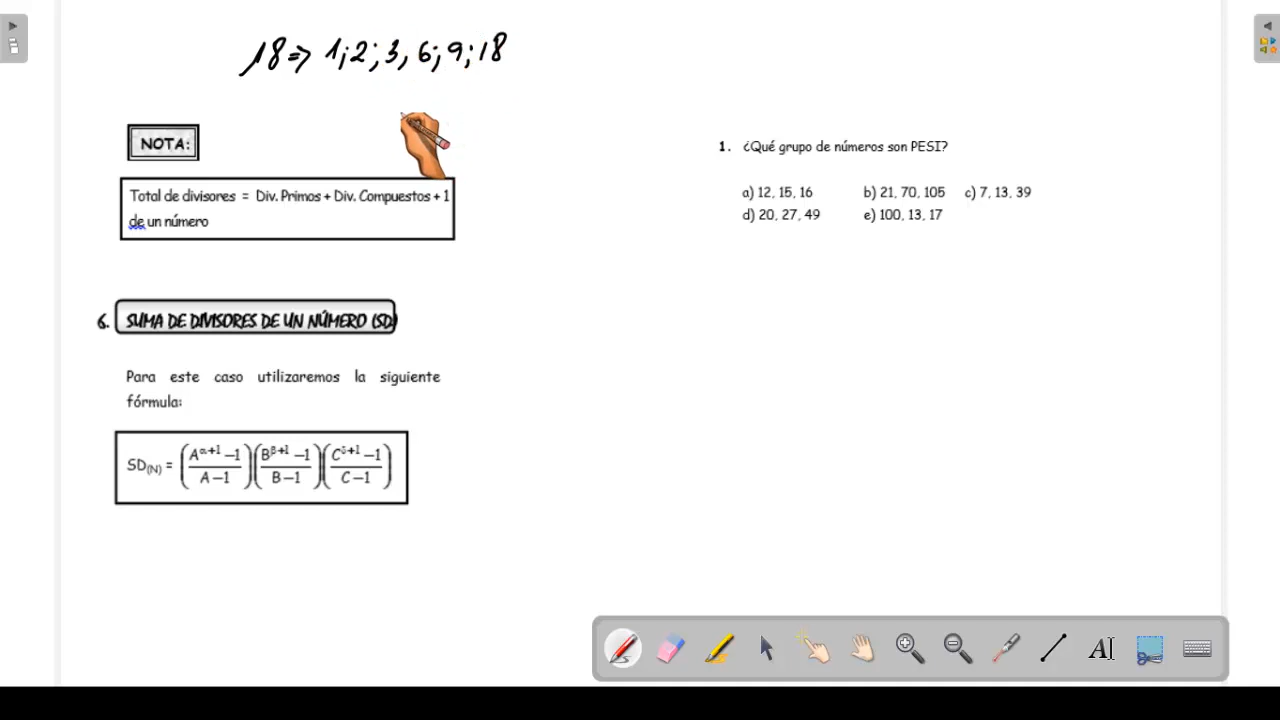 18 => 1; 2; 3, 6; 9; 18
NOTA:
Total de divisores = Div. Primos + Div. Compuestos + 1
de un número
6. SUMA DE DIVISORES DE UN NÚMERO (SD)
Para este caso utilizaremos la siguiente
fórmula:
SD(N) = (A^α+1 –1 / A –1)(B^β+1 –1 / B –1)(C^δ+1 –1 / C –1)
1. ¿Qué grupo de números son PESI?
a) 12, 15, 16 b) 21, 70, 105 c) 7, 13, 39
d) 20, 27, 49 e) 100, 13, 17
AI